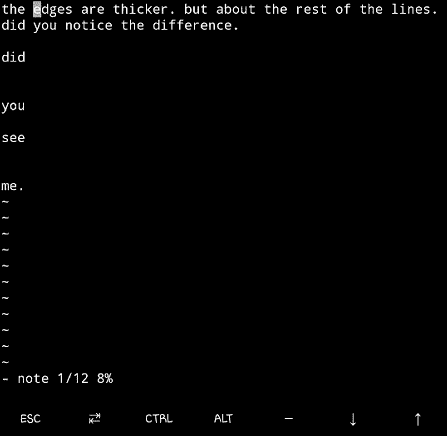 the edges are thicker. but about the rest of the lines.
did you notice the difference.
did
you
see
me.
~
~
~
~
~
~
~
~
~
~
~
- note 1/12 8%
ESC ⇄ CTRL ALT — ↓ ↑